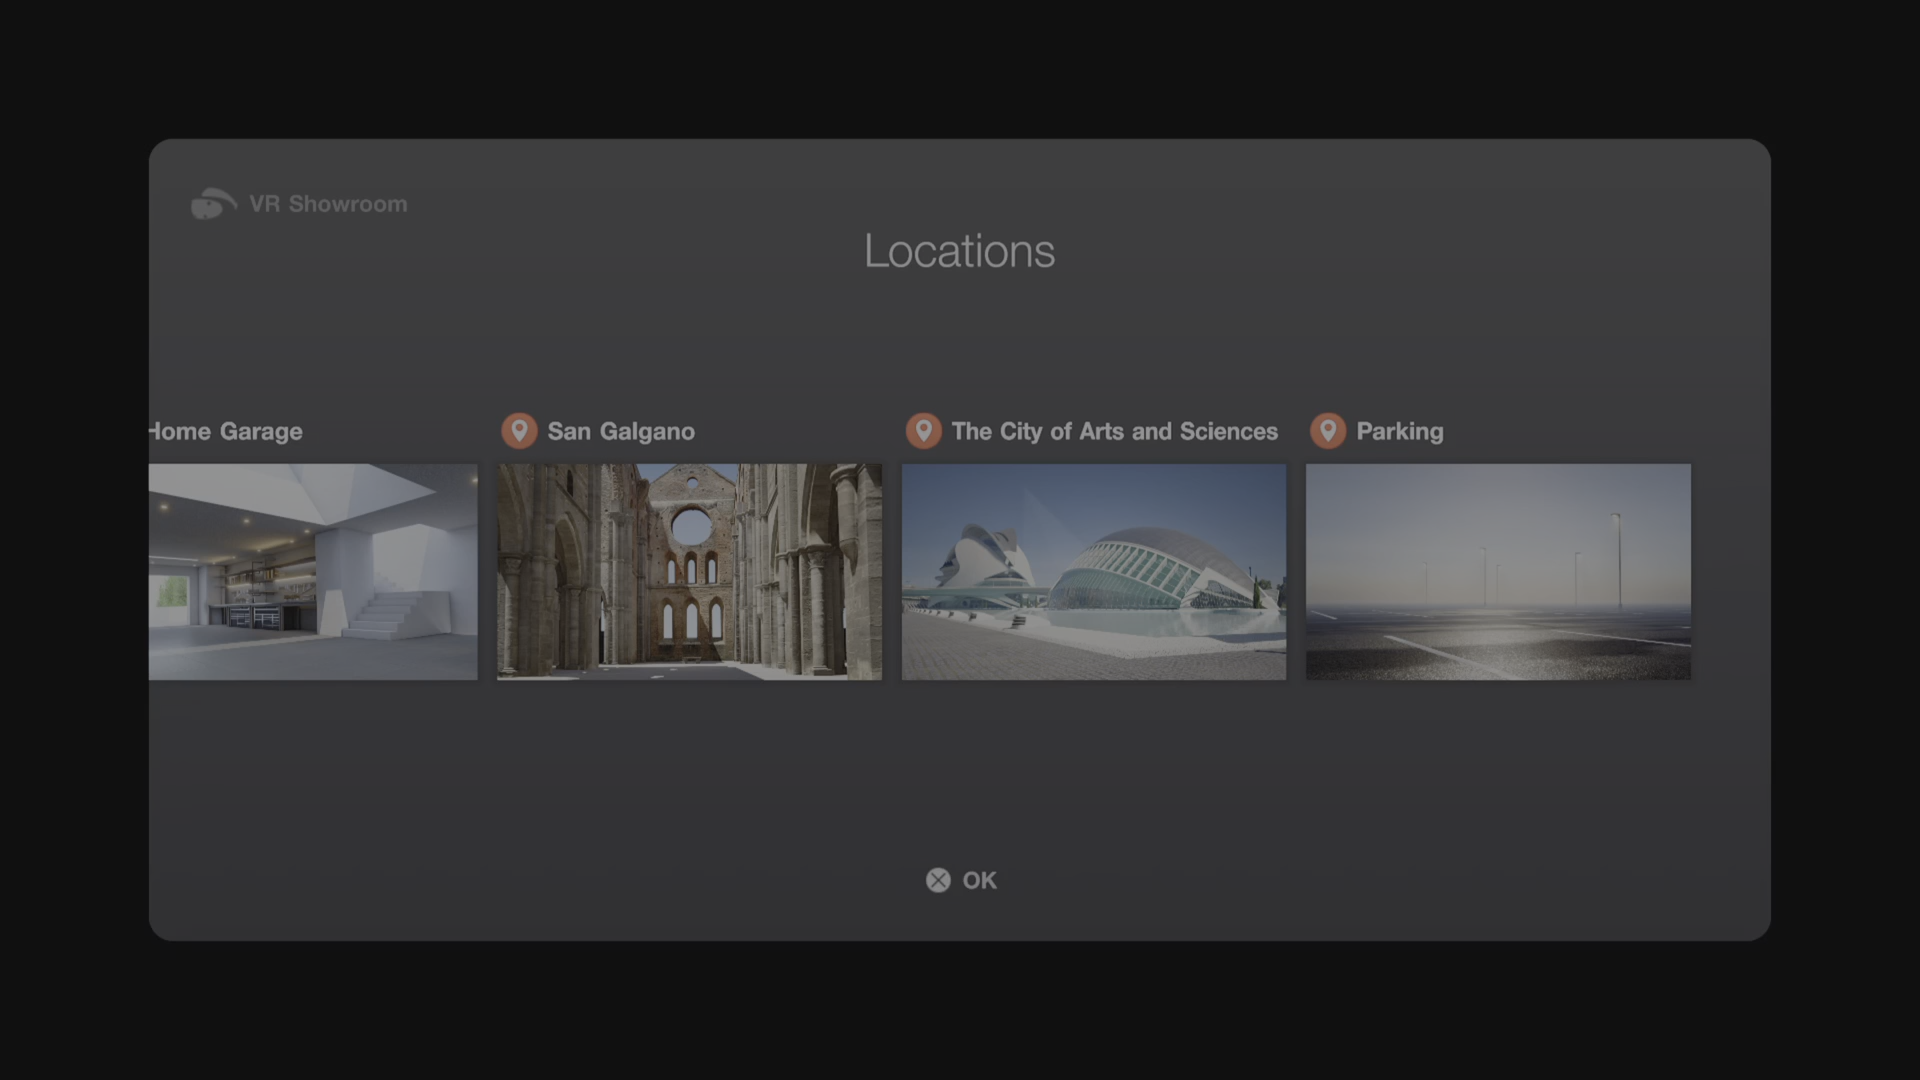 VR Showroom
Locations
Home Garage
San Galgano
The City of Arts and Sciences
Parking
OK